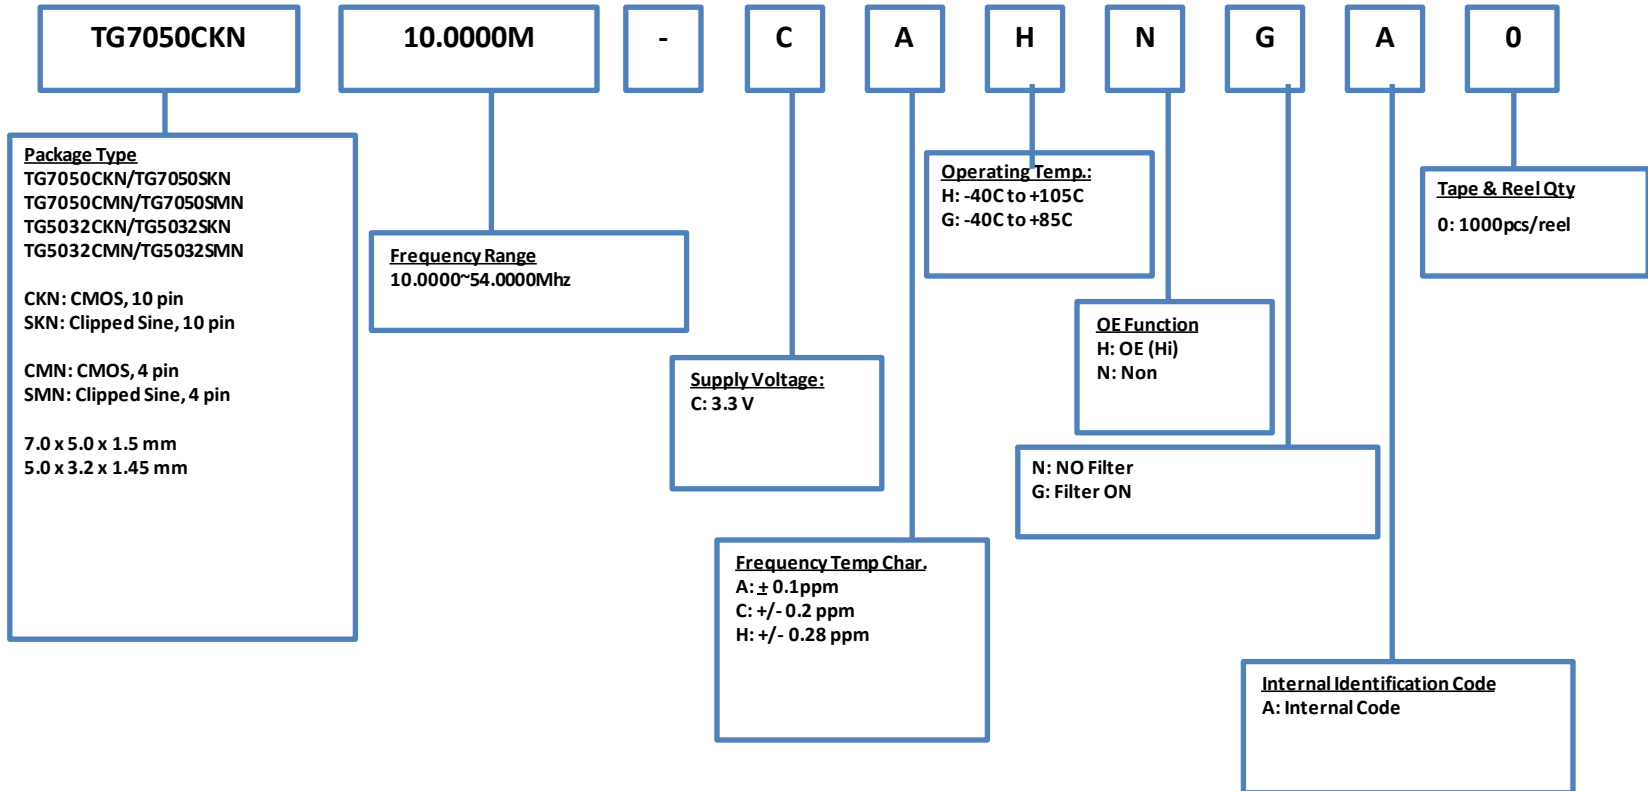 TG7050CKN 10.0000M - C A H N G A 0
Package Type
TG7050CKN/TG7050SKN
TG7050CMN/TG7050SMN
TG5032CKN/TG5032SKN
TG5032CMN/TG5032SMN
CKN: CMOS, 10 pin
SKN: Clipped Sine, 10 pin
CMN: CMOS, 4 pin
SMN: Clipped Sine, 4 pin
7.0 x 5.0 x 1.5 mm
5.0 x 3.2 x 1.45 mm
Frequency Range
10.0000~54.0000Mhz
Supply Voltage:
C: 3.3 V
Frequency Temp Char.
A: ± 0.1ppm
C: +/- 0.2 ppm
H: +/- 0.28 ppm
Operating Temp.:
H: -40C to +105C
G: -40C to +85C
OE Function
H: OE (Hi)
N: Non
N: NO Filter
G: Filter ON
Internal Identification Code
A: Internal Code
Tape & Reel Qty
0: 1000pcs/reel